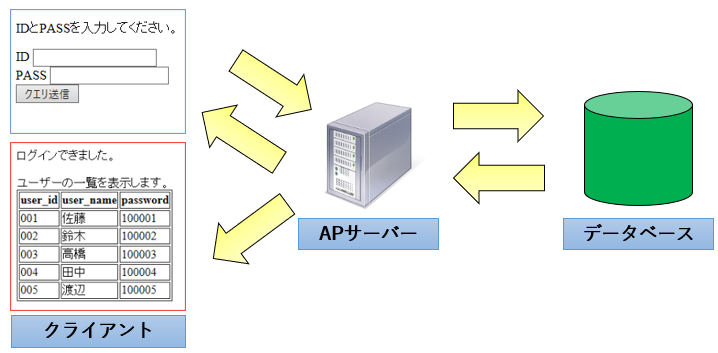 IDとPASSを入力してください。
ID
PASS
クエリ送信
ログインできました。
ユーザーの一覧を表示します。
user_id user_name password
001 佐藤 100001
002 鈴木 100002
003 高橋 100003
004 田中 100004
005 渡辺 100005
クライアント
APサーバー
データベース